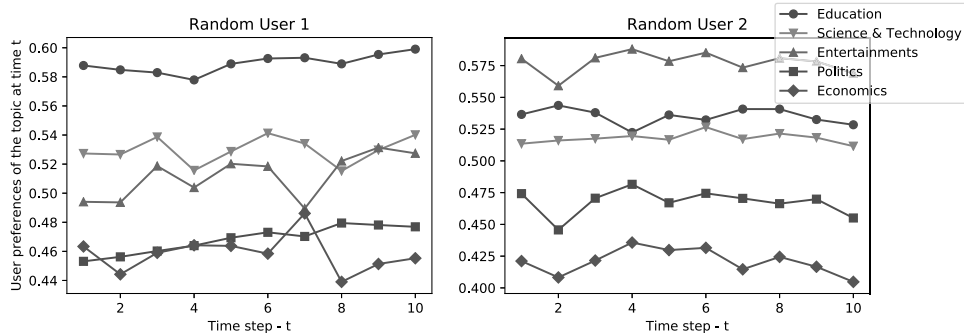 Random User 1
User preferences of the topic at time t
0.60
0.58
0.56
0.54
0.52
0.50
0.48
0.46
0.44
2
4
6
8
10
Time step - t
Random User 2
0.575
0.550
0.525
0.500
0.475
0.450
0.425
0.400
2
4
6
8
10
Time step - t
Education
Science & Technology
Entertainments
Politics
Economics